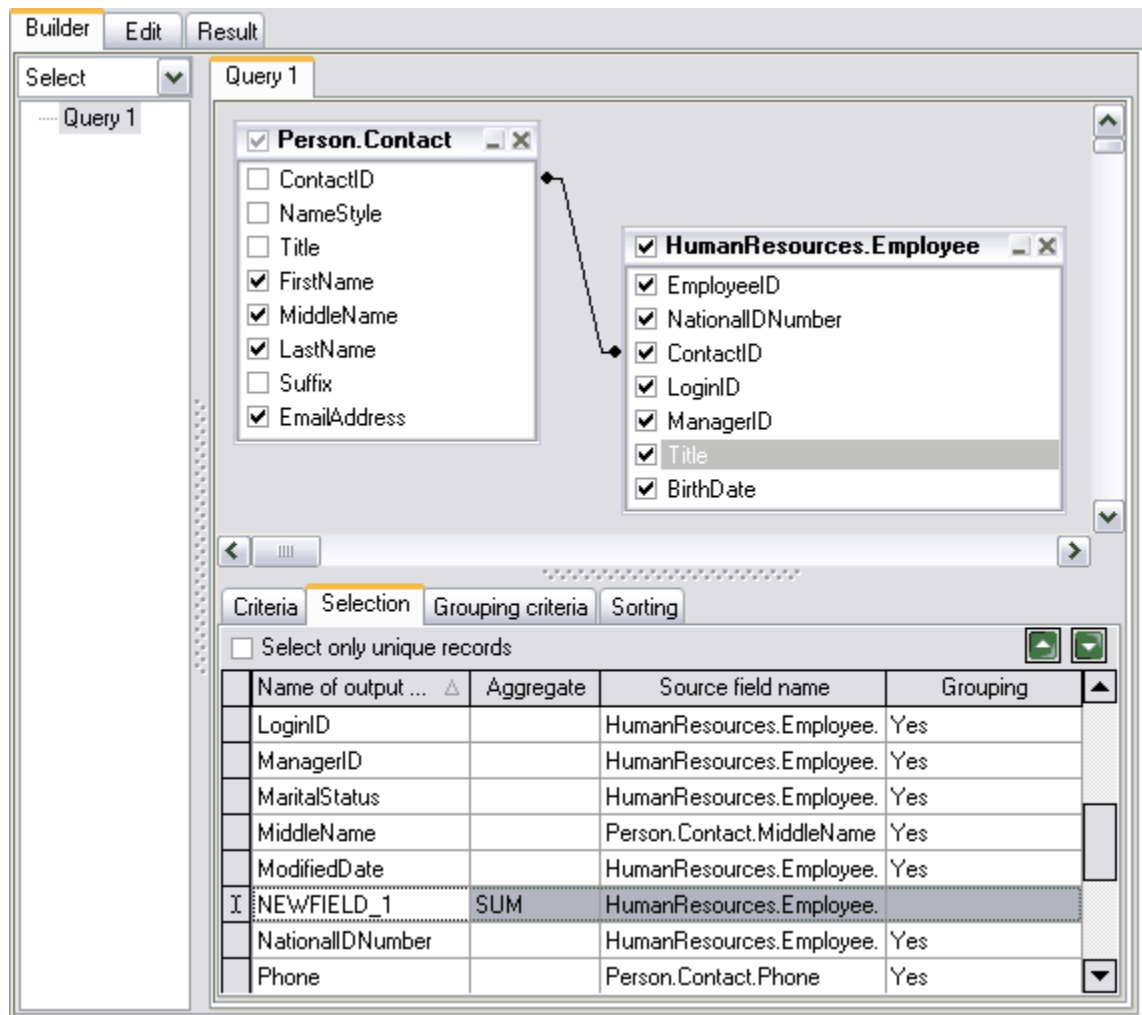 Builder Edit Result
Select
Query 1
Query 1
Person.Contact
ContactID
NameStyle
Title
FirstName
MiddleName
LastName
Suffix
EmailAddress
HumanResources.Employee
EmployeeID
NationalIDNumber
ContactID
LoginID
ManagerID
Title
BirthDate
Criteria Selection Grouping criteria Sorting
Select only unique records
Name of output ... Aggregate Source field name Grouping
LoginID HumanResources.Employee. Yes
ManagerID HumanResources.Employee. Yes
MaritalStatus HumanResources.Employee. Yes
MiddleName Person.Contact.MiddleName Yes
ModifiedDate HumanResources.Employee. Yes
NEWFIELD_1 SUM HumanResources.Employee.
NationalIDNumber HumanResources.Employee. Yes
Phone Person.Contact.Phone Yes